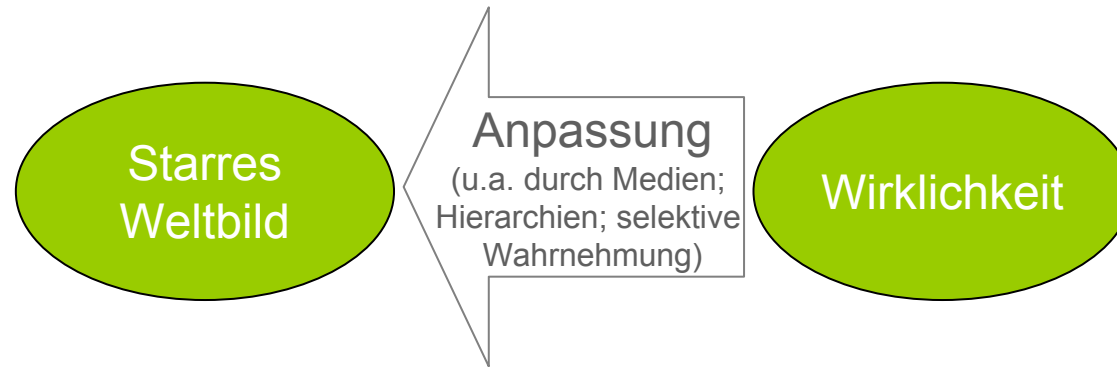 Starres
Weltbild
Anpassung
(u.a. durch Medien;
Hierarchien; selektive
Wahrnehmung)
Wirklichkeit